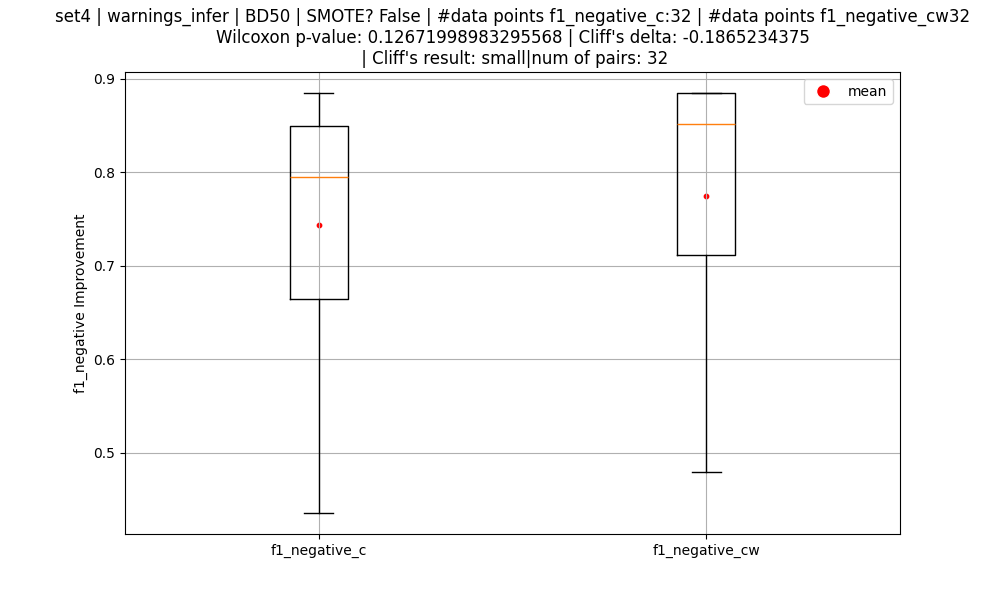 set4 | warnings_infer | BD50 | SMOTE? False | #data points f1_negative_c:32 | #data points f1_negative_cw32
Wilcoxon p-value: 0.12671998983295568 | Cliff's delta: -0.1865234375
| Cliff's result: small|num of pairs: 32
mean
0.9
0.8
0.7
0.6
0.5
f1_negative Improvement
f1_negative_c
f1_negative_cw